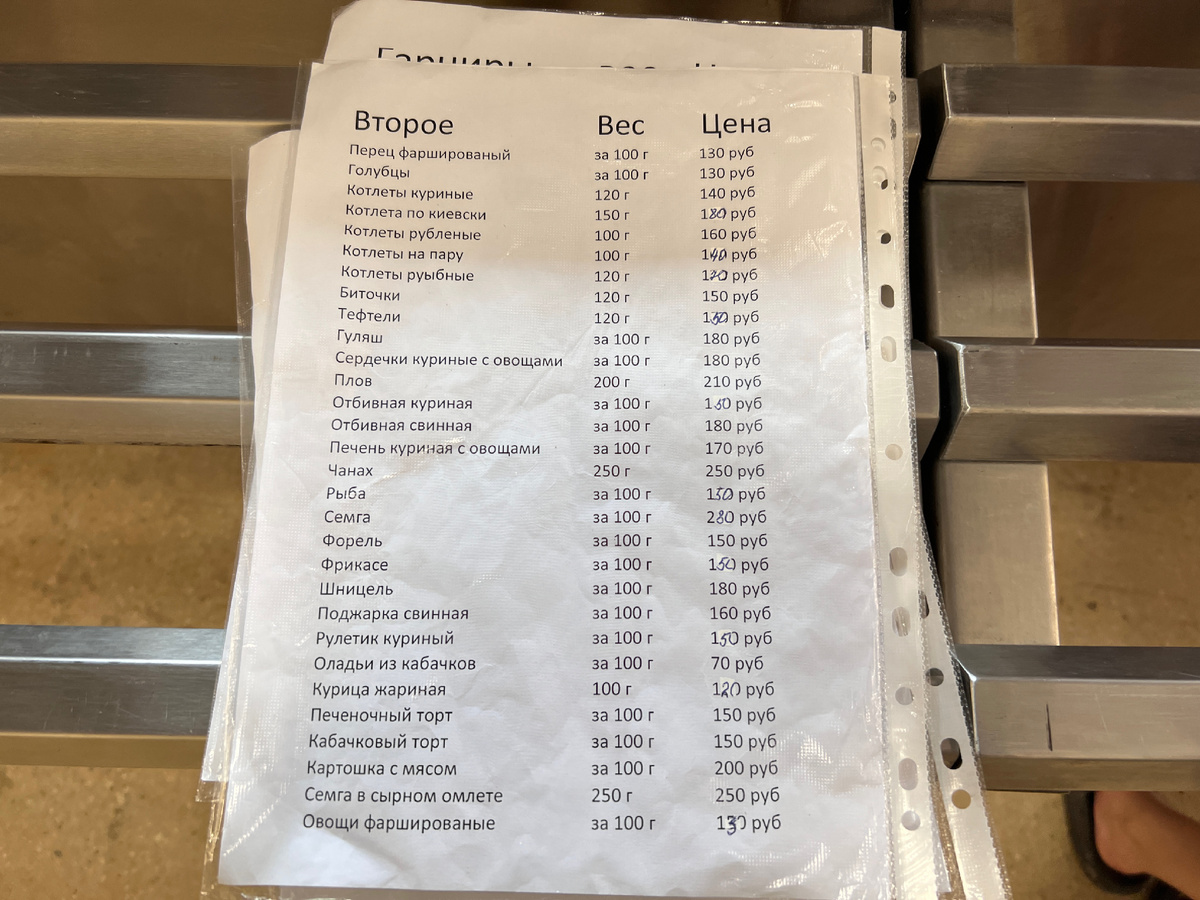 Гарниры вес Ц
Второе Вес Цена
Перец фаршированый за 100 г 130 руб
Голубцы за 100 г 130 руб
Котлеты куриные 120 г 140 руб
Котлета по киевски 150 г 180 руб
Котлеты рубленые 100 г 160 руб
Котлеты на пару 100 г 140 руб
Котлеты руыбные 120 г руб
Биточки 120 г 150 руб
Тефтели 120 г руб
Гуляш за 100 г 180 руб
Сердечки куриные с овощами за 100 г 180 руб
Плов 200 г 210 руб
Отбивная куриная за 100 г руб
Отбивная свинная за 100 г 180 руб
Печень куриная с овощами за 100 г 170 руб
Чанах 250 г 250 руб
Рыба за 100 г 150 руб
Семга за 100 г 280 руб
Форель за 100 г 150 руб
Фрикасе за 100 г 150 руб
Шницель за 100 г 180 руб
Поджарка свинная за 100 г 160 руб
Рулетик куриный за 100 г 150 руб
Оладьи из кабачков за 100 г 70 руб
Курица жариная 100 г 120 руб
Печеночный торт за 100 г 150 руб
Кабачковый торт за 100 г 150 руб
Картошка с мясом за 100 г 200 руб
Семга в сырном омлете 250 г 250 руб
Овощи фаршированые за 100 г 130 руб